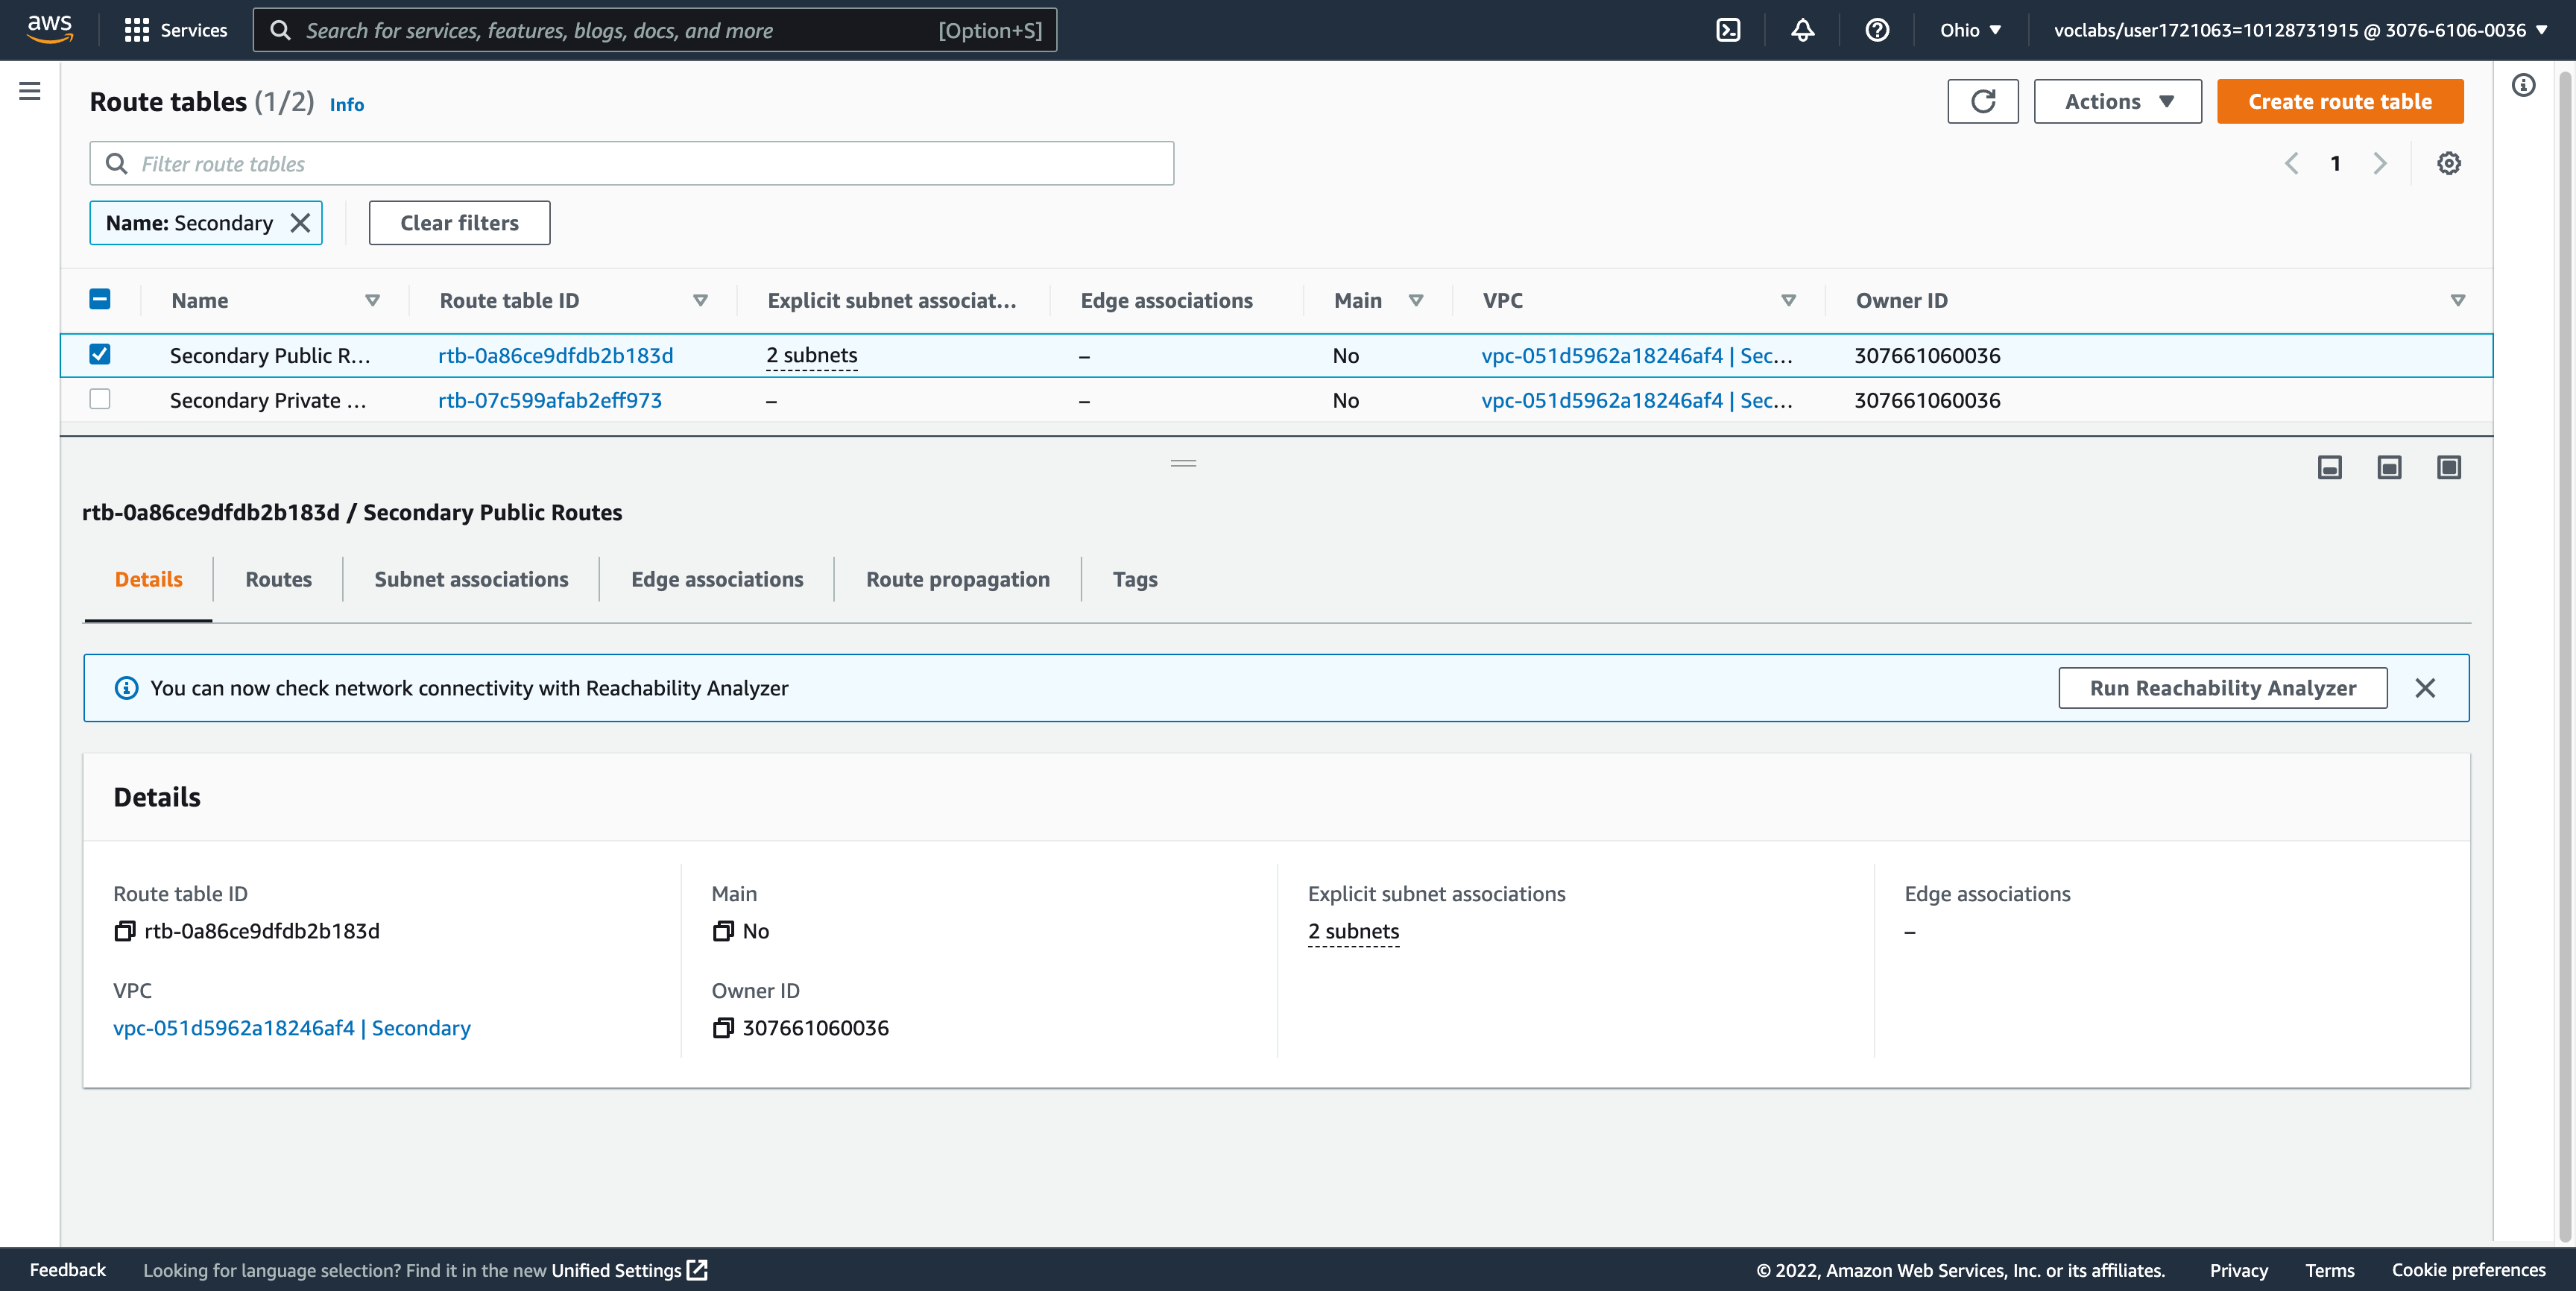 aws Services Search for services, features, blogs, docs, and more [Option+S] Ohio voclabs/user1721063=10128731915 @ 3076-6106-0036
Route tables (1/2) Info Actions Create route table
Filter route tables 1
Name: Secondary Clear filters
Name Route table ID Explicit subnet associat... Edge associations Main VPC Owner ID
Secondary Public R... rtb-0a86ce9dfdb2b183d 2 subnets – No vpc-051d5962a18246af4 | Sec... 307661060036
Secondary Private ... rtb-07c599afab2eff973 – – No vpc-051d5962a18246af4 | Sec... 307661060036
rtb-0a86ce9dfdb2b183d / Secondary Public Routes
Details Routes Subnet associations Edge associations Route propagation Tags
You can now check network connectivity with Reachability Analyzer Run Reachability Analyzer
Details
Route table ID Main Explicit subnet associations Edge associations
rtb-0a86ce9dfdb2b183d No 2 subnets –
VPC Owner ID
vpc-051d5962a18246af4 | Secondary 307661060036
Feedback Looking for language selection? Find it in the new Unified Settings © 2022, Amazon Web Services, Inc. or its affiliates. Privacy Terms Cookie preferences